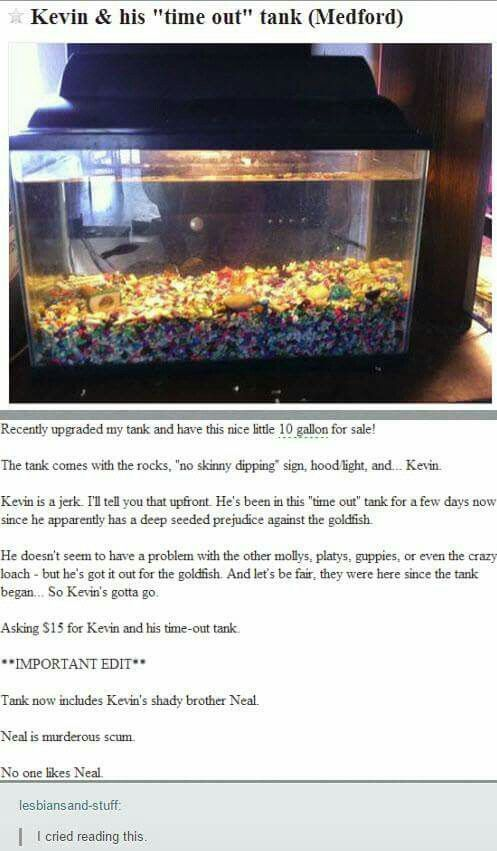 Kevin & his "time out" tank (Medford)
Recently upgraded my tank and have this nice little 10 gallon for sale!
The tank comes with the rocks, "no skinny dipping" sign, hood/light, and... Kevin.
Kevin is a jerk. I'll tell you that upfront. He's been in this "time out" tank for a few days now
since he apparently has a deep seeded prejudice against the goldfish.
He doesn't seem to have a problem with the other mollys, platys, guppies, or even the crazy
loach - but he's got it out for the goldfish. And let's be fair, they were here since the tank
began... So Kevin's gotta go.
Asking $15 for Kevin and his time-out tank.
**IMPORTANT EDIT**
Tank now includes Kevin's shady brother Neal.
Neal is murderous scum.
No one likes Neal.
lesbiansand-stuff:
I cried reading this.